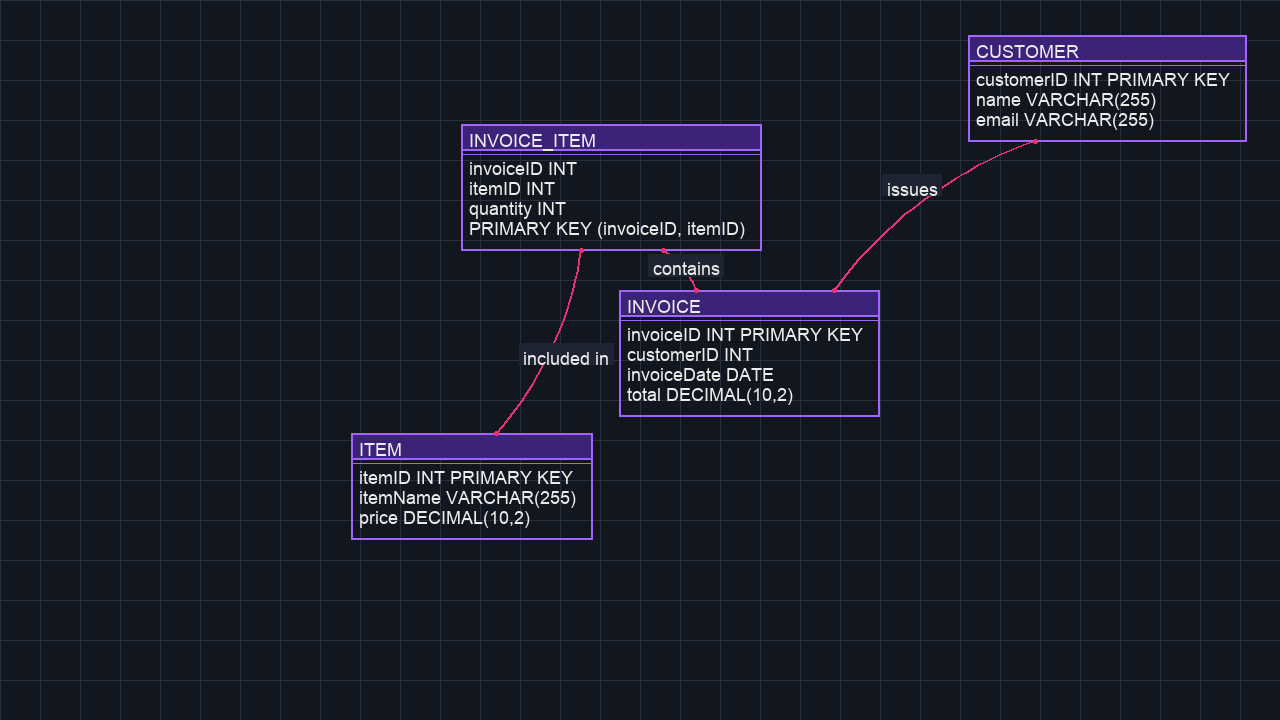 CUSTOMER
customerID INT PRIMARY KEY
name VARCHAR(255)
email VARCHAR(255)
INVOICE_ITEM
invoiceID INT
itemID INT
quantity INT
PRIMARY KEY (invoiceID, itemID)
issues
contains
INVOICE
invoiceID INT PRIMARY KEY
customerID INT
invoiceDate DATE
total DECIMAL(10,2)
included in
ITEM
itemID INT PRIMARY KEY
itemName VARCHAR(255)
price DECIMAL(10,2)